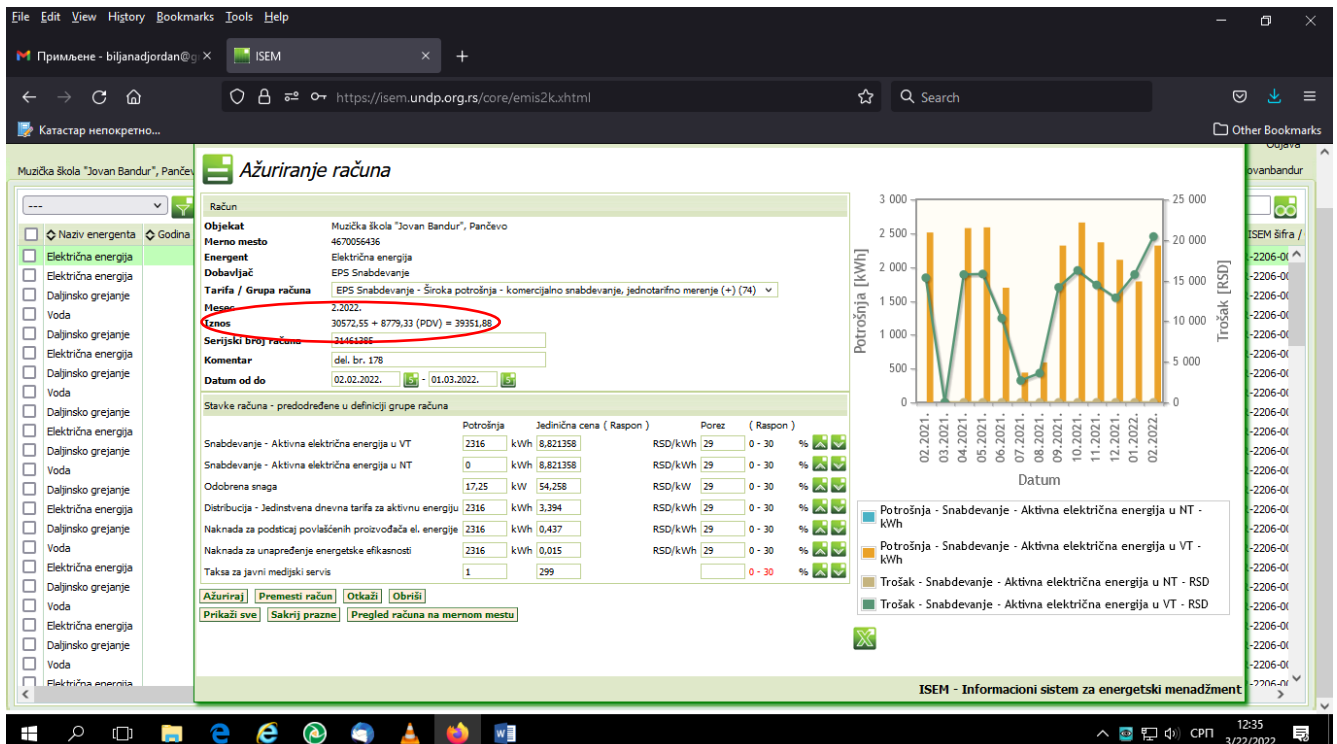 File Edit View History Bookmarks Tools Help
Примљене - biljanadjordan@g
ISEM
https://isem.undp.org.rs/core/emis2k.xhtml
Search
Катастар непокретно...
Other Bookmarks
Odjava
Muzička škola "Jovan Bandur", Pančev
ovanbandur
---
Naziv energenta Godina
ISEM šifra /
Električna energija
Električna energija
Daljinsko grejanje
Voda
Daljinsko grejanje
Električna energija
Daljinsko grejanje
Voda
Daljinsko grejanje
Električna energija
Daljinsko grejanje
Voda
Daljinsko grejanje
Električna energija
Daljinsko grejanje
Voda
Električna energija
Daljinsko grejanje
Voda
Električna energija
Daljinsko grejanje
Voda
Električna energija
Ažuriranje računa
Račun
Objekat Muzička škola "Jovan Bandur", Pančevo
Merno mesto 4670056436
Energent Električna energija
Dobavljač EPS Snabdevanje
Tarifa / Grupa računa EPS Snabdevanje - Široka potrošnja - komercijalno snabdevanje, jednotarifno merenje (+) (74)
Mesec 2.2022.
Iznos 30572,55 + 8779,33 (PDV) = 39351,88
Serijski broj računa 31461385
Komentar del. br. 178
Datum od do 02.02.2022. - 01.03.2022.
Stavke računa - predodređene u definiciji grupe računa
Potrošnja Jedinična cena ( Raspon ) Porez ( Raspon )
Snabdevanje - Aktivna električna energija u VT 2316 kWh 8,821358 RSD/kWh 29 0 - 30 %
Snabdevanje - Aktivna električna energija u NT 0 kWh 8,821358 RSD/kWh 29 0 - 30 %
Odobrena snaga 17,25 kW 54,258 RSD/kW 29 0 - 30 %
Distribucija - Jedinstvena dnevna tarifa za aktivnu energiju 2316 kWh 3,394 RSD/kWh 29 0 - 30 %
Naknada za podsticaj povlašćenih proizvođača el. energije 2316 kWh 0,437 RSD/kWh 29 0 - 30 %
Naknada za unapređenje energetske efikasnosti 2316 kWh 0,015 RSD/kWh 29 0 - 30 %
Taksa za javni medijski servis 1 299 0 - 30 %
Ažuriraj Premesti račun Otkaži Obriši
Prikaži sve Sakrij prazne Pregled računa na mernom mestu
Potrošnja [kWh]
3 000
2 500
2 000
1 500
1 000
500
0
25 000
20 000
15 000
10 000
5 000
0
Trošak [RSD]
02.2021. 03.2021. 04.2021. 05.2021. 06.2021. 07.2021. 08.2021. 09.2021. 10.2021. 11.2021. 12.2021. 01.2022. 02.2022.
Datum
Potrošnja - Snabdevanje - Aktivna električna energija u NT -
kWh
Potrošnja - Snabdevanje - Aktivna električna energija u VT -
kWh
Trošak - Snabdevanje - Aktivna električna energija u NT - RSD
Trošak - Snabdevanje - Aktivna električna energija u VT - RSD
ISEM - Informacioni sistem za energetski menadžment
СРП
12:35
3/22/2022